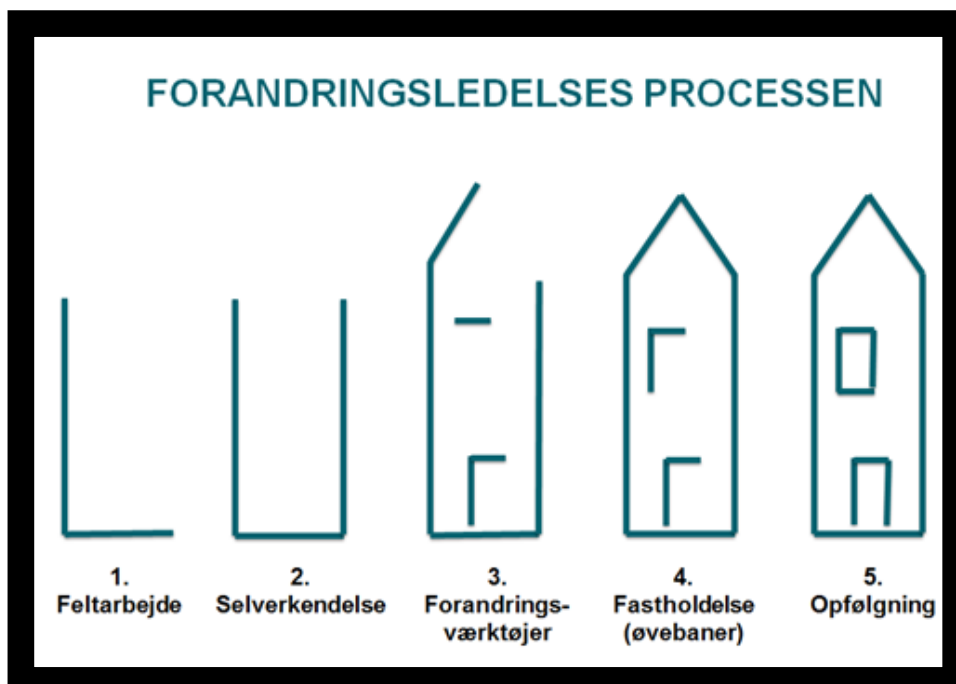 FORANDRINGSLEDELSES PROCESSEN
1.
Feltarbejde
2.
Selverkendelse
3.
Forandrings-
værktøjer
4.
Fastholdelse
(øvebaner)
5.
Opfølgning